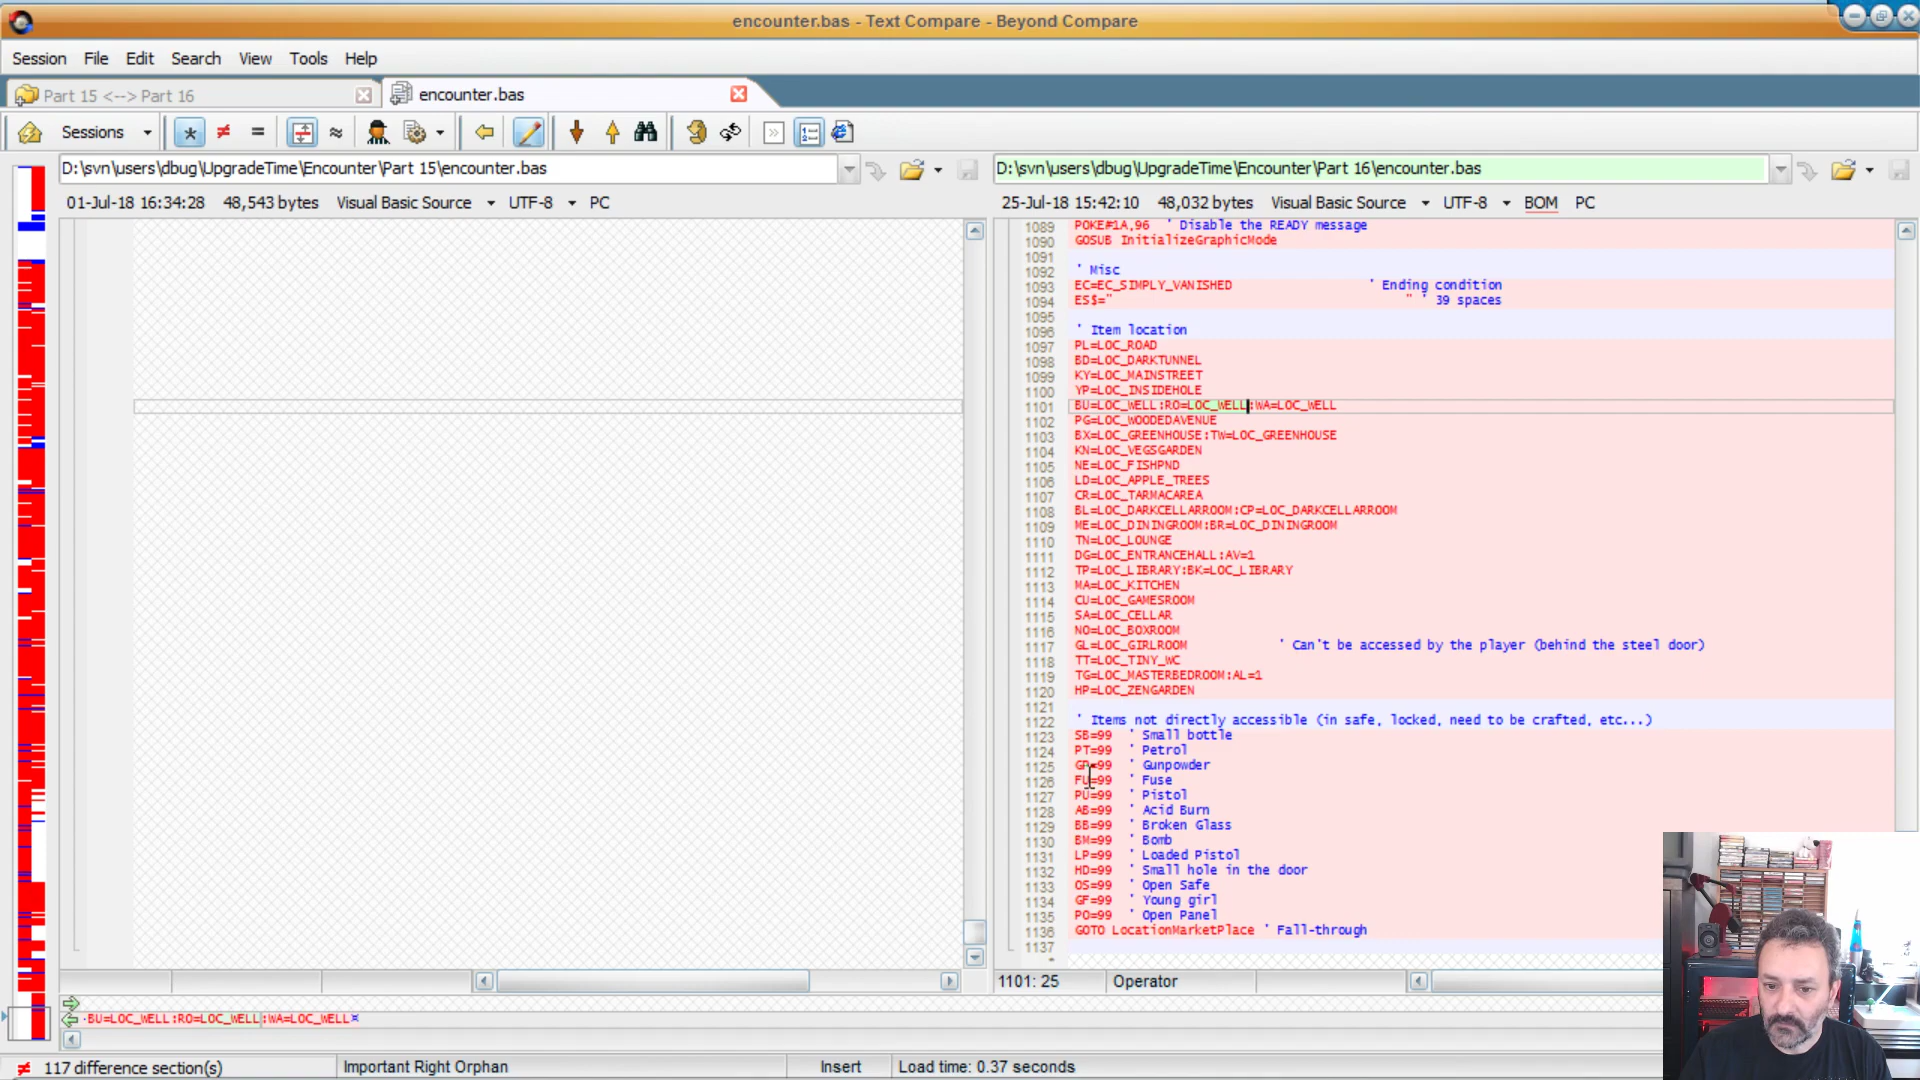 encounter.bas - Text Compare - Beyond Compare
Session File Edit Search View Tools Help
Part 15 <--> Part 16
encounter.bas
Sessions
D:\svn\users\dbug\UpgradeTime\Encounter\Part 15\encounter.bas
D:\svn\users\dbug\UpgradeTime\Encounter\Part 16\encounter.bas
01-Jul-18 16:34:28 48,543 bytes Visual Basic Source UTF-8 PC
25-Jul-18 15:42:10 48,032 bytes Visual Basic Source UTF-8 BOM PC
1089 POKE#1A,96 ' Disable the READY message
1090 GOSUB InitializeGraphicMode
1091
1092 ' Misc
1093 EC=EC_SIMPLY_VANISHED ' Ending condition
1094 ES$=" " ' 39 spaces
1095
1096 ' Item location
1097 PL=LOC_ROAD
1098 BD=LOC_DARKTUNNEL
1099 KY=LOC_MAINSTREET
1100 YP=LOC_INSIDEHOLE
1101 BU=LOC_WELL:RO=LOC_WELL:WA=LOC_WELL
1102 PG=LOC_WOODEDAVENUE
1103 BX=LOC_GREENHOUSE:TW=LOC_GREENHOUSE
1104 KN=LOC_VEGSGARDEN
1105 NE=LOC_FISHPND
1106 LD=LOC_APPLE_TREES
1107 CR=LOC_TARMACAREA
1108 BL=LOC_DARKCELLARROOM:CP=LOC_DARKCELLARROOM
1109 ME=LOC_DININGROOM:BR=LOC_DININGROOM
1110 TN=LOC_LOUNGE
1111 DG=LOC_ENTRANCEHALL:AV=1
1112 TP=LOC_LIBRARY:BK=LOC_LIBRARY
1113 MA=LOC_KITCHEN
1114 CU=LOC_GAMESROOM
1115 SA=LOC_CELLAR
1116 NO=LOC_BOXROOM
1117 GL=LOC_GIRLROOM ' Can't be accessed by the player (behind the steel door)
1118 TT=LOC_TINY_WC
1119 TG=LOC_MASTERBEDROOM:AL=1
1120 HP=LOC_ZENGARDEN
1121
1122 ' Items not directly accessible (in safe, locked, need to be crafted, etc...)
1123 SB=99 ' Small bottle
1124 PT=99 ' Petrol
1125 GP=99 ' Gunpowder
1126 FU=99 ' Fuse
1127 PU=99 ' Pistol
1128 AB=99 ' Acid Burn
1129 BB=99 ' Broken Glass
1130 BM=99 ' Bomb
1131 LP=99 ' Loaded Pistol
1132 HD=99 ' Small hole in the door
1133 OS=99 ' Open Safe
1134 GF=99 ' Young girl
1135 PO=99 ' Open Panel
1136 GOTO LocationMarketPlace ' Fall-through
1137
1101: 25 Operator
BU=LOC_WELL:RO=LOC_WELL:WA=LOC_WELL
117 difference section(s) Important Right Orphan Insert Load time: 0.37 seconds